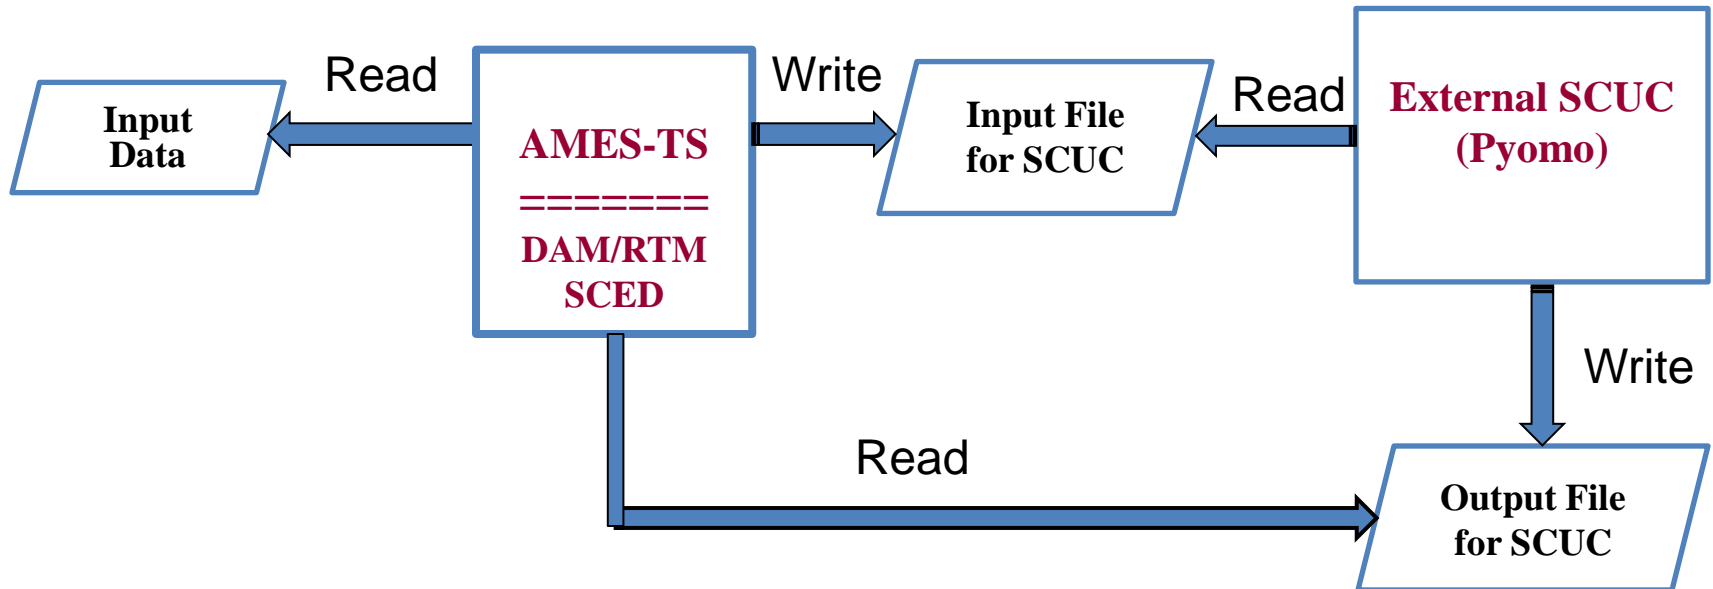 Read
Input
Data
AMES-TS
=======
DAM/RTM
SCED
Write
Input File
for SCUC
Read
External SCUC
(Pyomo)
Write
Read
Output File
for SCUC